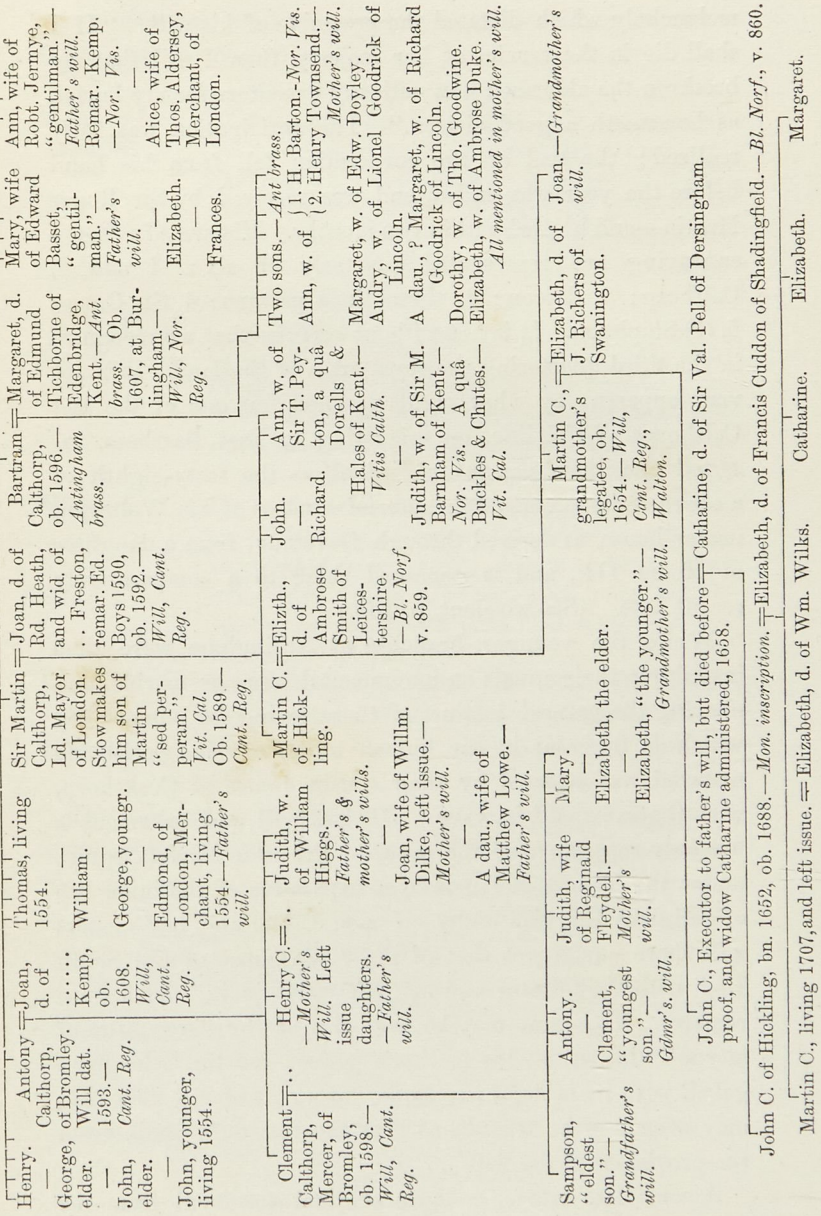 Henry.
—
George,
elder.
—
John,
elder.
—
John, younger,
living 1554.
Antony
Calthorp,
of Bromley.
Will dat.
1593.—
Cant. Reg.
Joan,
d. of
......
Kemp,
ob.
1608.
Will,
Cant.
Reg.
Thomas, living
1554.
—
William.
—
George, youngr.
—
Edmond, of
London, Mer-
chant, living
1554.—Father's
will.
Sir Martin
Calthorp,
Ld. Mayor
of London.
Stow makes
him son of
Martin
"sed per-
peram."—
Vit. Cal.
Ob. 1589.—
Cant. Reg.
Joan, d. of
Rd. Heath,
and wid. of
.. Freston,
remar. Ed.
Boys 1590,
ob. 1592.—
Will, Cant.
Reg.
Bartram
Calthorp,
ob. 1596.—
Antingham
brass.
Margaret, d.
of Edmund
Tichborne of
Edenbridge,
Kent.—Ant.
brass. Ob.
1607, at Bur-
lingham.—
Will, Nor.
Reg.
Mary, wife
of Edward
Basset,
"gentil-
man."—
Father's
will.
—
Elizabeth.
—
Frances.
Ann, wife of
Robt. Jermye,
"gentilman."—
Father's will.
Remar. Kemp.
—Nor. Vis.
—
Alice, wife of
Thos. Aldersey,
Merchant, of
London.
Clement = ..
Calthorp,
Mercer, of
Bromley,
ob. 1598.—
Will, Cant.
Reg.
Henry C. = ..
—Mother's
Will. Left
issue
daughters.
—Father's
will.
Judith, w.
of William
Higgs.—
Father's &
mother's wills.
—
Joan, wife of Willm.
Dilke, left issue.—
Mother's will.
—
A dau., wife of
Matthew Lowe.—
Father's will.
Martin C.
of Hick-
ling.
Elizth.,
d. of
Ambrose
Smith of
Leices-
tershire.
—Bl. Norf.
v. 859.
John.
—
Richard.
Ann, w. of
Sir T. Pey-
ton, a quâ
Dorells &
Hales of Kent.—
Vitis Calth.
—
Judith, w. of Sir M.
Barnham of Kent.—
Nor. Vis. A quâ
Buckles & Chutes.—
Vit. Cal.
Two sons.—Ant brass.
Ann, w. of { 1. H. Barton.-Nor. Vis.
{ 2. Henry Townsend.—
Mother's will.
Margaret, w. of Edw. Doyley.
Audry, w. of Lionel Goodrick of
Lincoln.
A dau., ? Margaret, w. of Richard
Goodrick of Lincoln.
Dorothy, w. of Tho. Goodwine.
Elizabeth, w. of Ambrose Duke.
All mentioned in mother's will.
Sampson,
"eldest
son."—
Grandfather's
will.
Antony.
—
Clement,
"youngest
son."—
Gdmr's. will.
Judith, wife
of Reginald
Fleydell.—
Mother's
will.
Mary.
—
Elizabeth, the elder.
—
Elizabeth, "the younger."—
Grandmother's will.
Martin C.,
grandmother's
legatee, ob.
1654.—Will,
Cant. Reg.,
Walton.
Elizabeth, d. of
J. Richers of
Swanington.
Joan.—Grandmother's
will.
John C., Executor to father's will, but died before = Catharine, d. of Sir Val. Pell of Dersingham.
proof, and widow Catharine administered, 1658.
John C. of Hickling, bn. 1652, ob. 1688.—Mon. inscription. = Elizabeth, d. of Francis Cuddon of Shadingfield.—Bl. Norf., v. 860.
Martin C., living 1707, and left issue. = Elizabeth, d. of Wm. Wilks. Catharine. Elizabeth. Margaret.